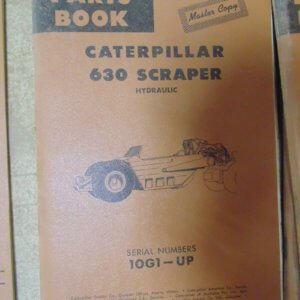 PARTS
BOOK
Master Copy
CATERPILLAR
630 SCRAPER
HYDRAULIC
SERIAL NUMBERS
10G1—UP